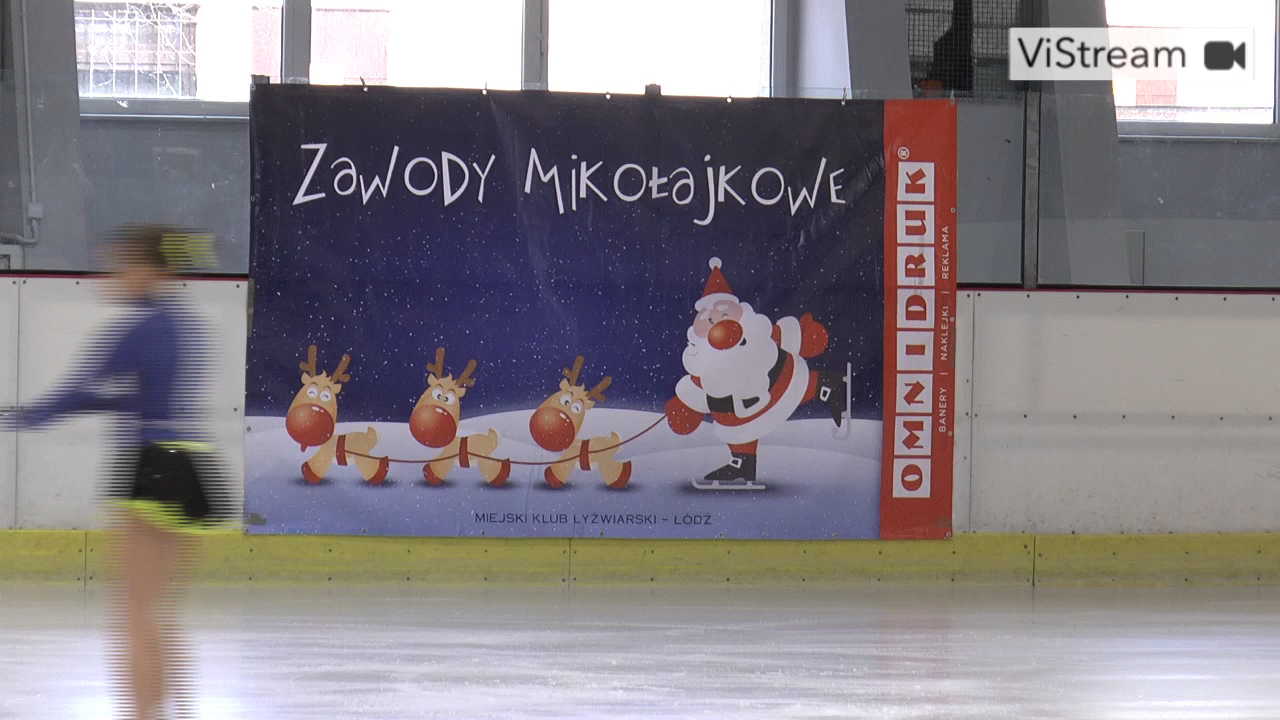 ViStream
ZAWODY MIKOŁAJKOWE
OMNIDRUK®
BANERY | NAKLEJKI | REKLAMA
MIEJSKI KLUB ŁYŻWIARSKI – ŁÓDŹ